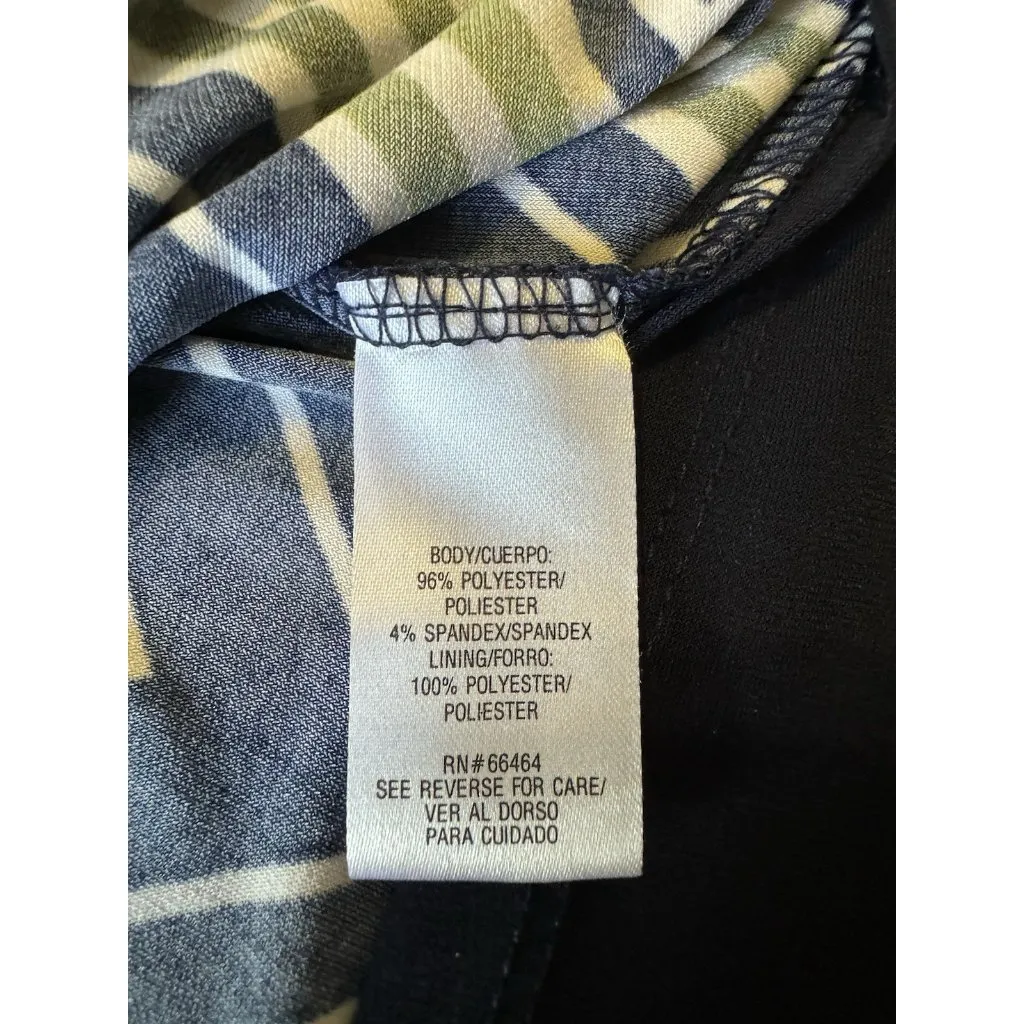 BODY/CUERPO:
96% POLYESTER/
POLIESTER
4% SPANDEX/SPANDEX
LINING/FORRO:
100% POLYESTER/
POLIESTER
RN#66464
SEE REVERSE FOR CARE/
VER AL DORSO
PARA CUIDADO